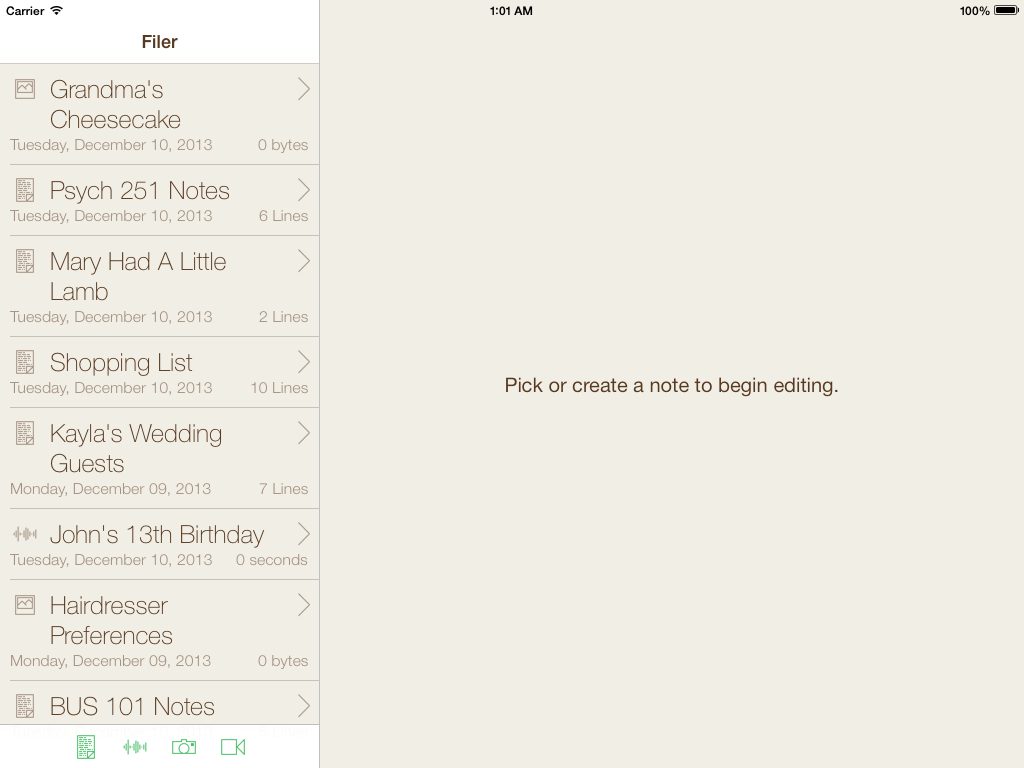 Carrier 1:01 AM 100%
Filer
Grandma's
Cheesecake
Tuesday, December 10, 2013 0 bytes
Psych 251 Notes
Tuesday, December 10, 2013 6 Lines
Mary Had A Little
Lamb
Tuesday, December 10, 2013 2 Lines
Shopping List
Tuesday, December 10, 2013 10 Lines
Kayla's Wedding
Guests
Monday, December 09, 2013 7 Lines
John's 13th Birthday
Tuesday, December 10, 2013 0 seconds
Hairdresser
Preferences
Monday, December 09, 2013 0 bytes
BUS 101 Notes
Pick or create a note to begin editing.